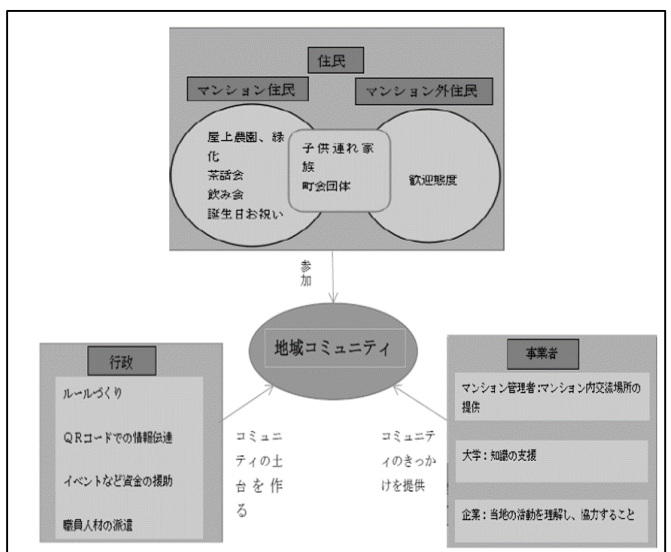 住民
マンション住民
マンション外住民
屋上農園、緑
化
茶話会
飲み会
誕生日お祝い
子供連れ家
族
町会団体
歓迎態度
参
加
地域コミュニティ
行政
ルールづくり
QRコードでの情報伝達
イベントなど資金の援助
職員人材の派遣
コミュニ
ティの土
台を作
る
コミュニテ
ィのきっか
けを提供
事業者
マンション管理者:マンション内交流場所の
提供
大学:知識の支援
企業:当地の活動を理解し、協力すること